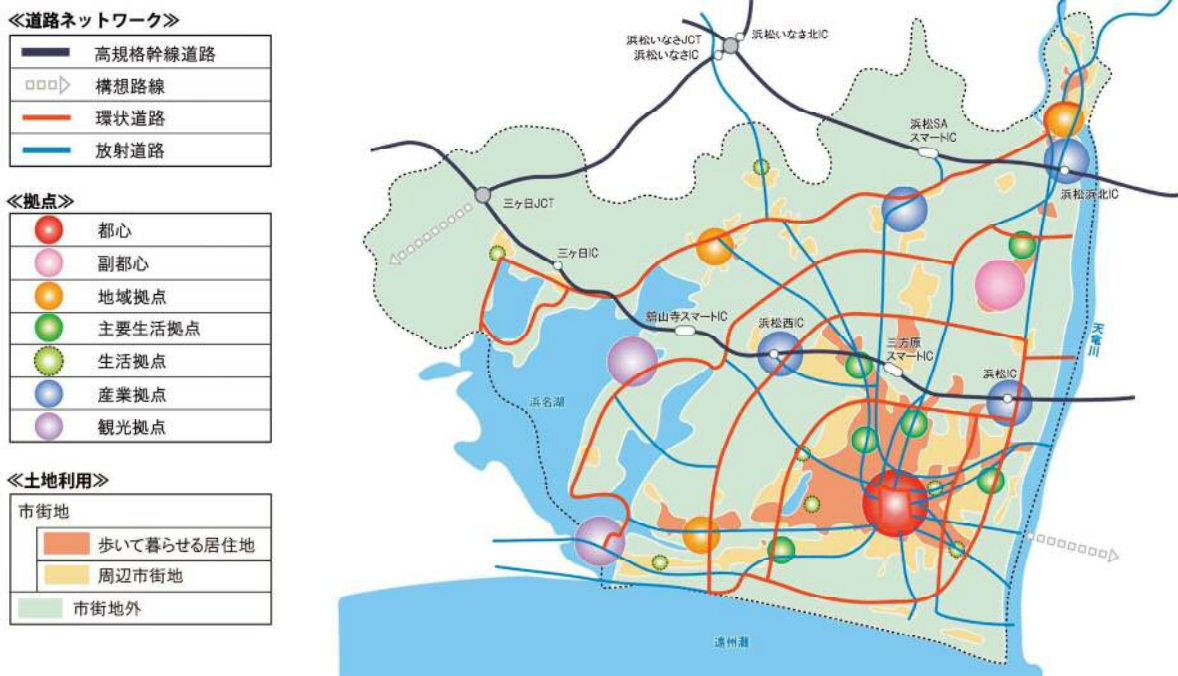 ≪道路ネットワーク≫
高規格幹線道路
構想路線
環状道路
放射道路
≪拠点≫
都心
副都心
地域拠点
主要生活拠点
生活拠点
産業拠点
観光拠点
≪土地利用≫
市街地
歩いて暮らせる居住地
周辺市街地
市街地外
浜松いなさJCT
浜松いなさ北IC
浜松いなさIC
浜松SA
スマートIC
浜松浜北IC
三ヶ日JCT
三ヶ日IC
舘山寺スマートIC
浜松西IC
三方原
スマートIC
浜松IC
天竜川
浜名湖
遠州灘